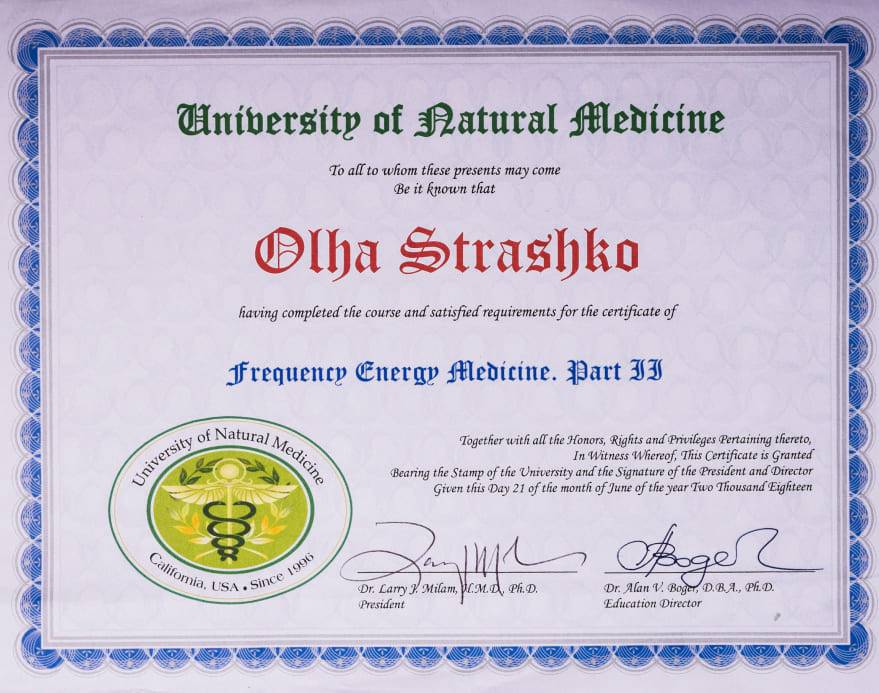 University of Natural Medicine
To all to whom these presents may come
Be it known that
Olha Strashko
having completed the course and satisfied requirements for the certificate of
Frequency Energy Medicine. Part II
Together with all the Honors, Rights and Privileges Pertaining thereto,
In Witness Whereof, This Certificate is Granted
Bearing the Stamp of the University and the Signature of the President and Director
Given this Day 21 of the month of June of the year Two Thousand Eighteen
University of Natural Medicine
California, USA • Since 1996
Dr. Larry J. Milam, H.M.D., Ph.D.
President
Dr. Alan V. Boger, D.B.A., Ph.D.
Education Director